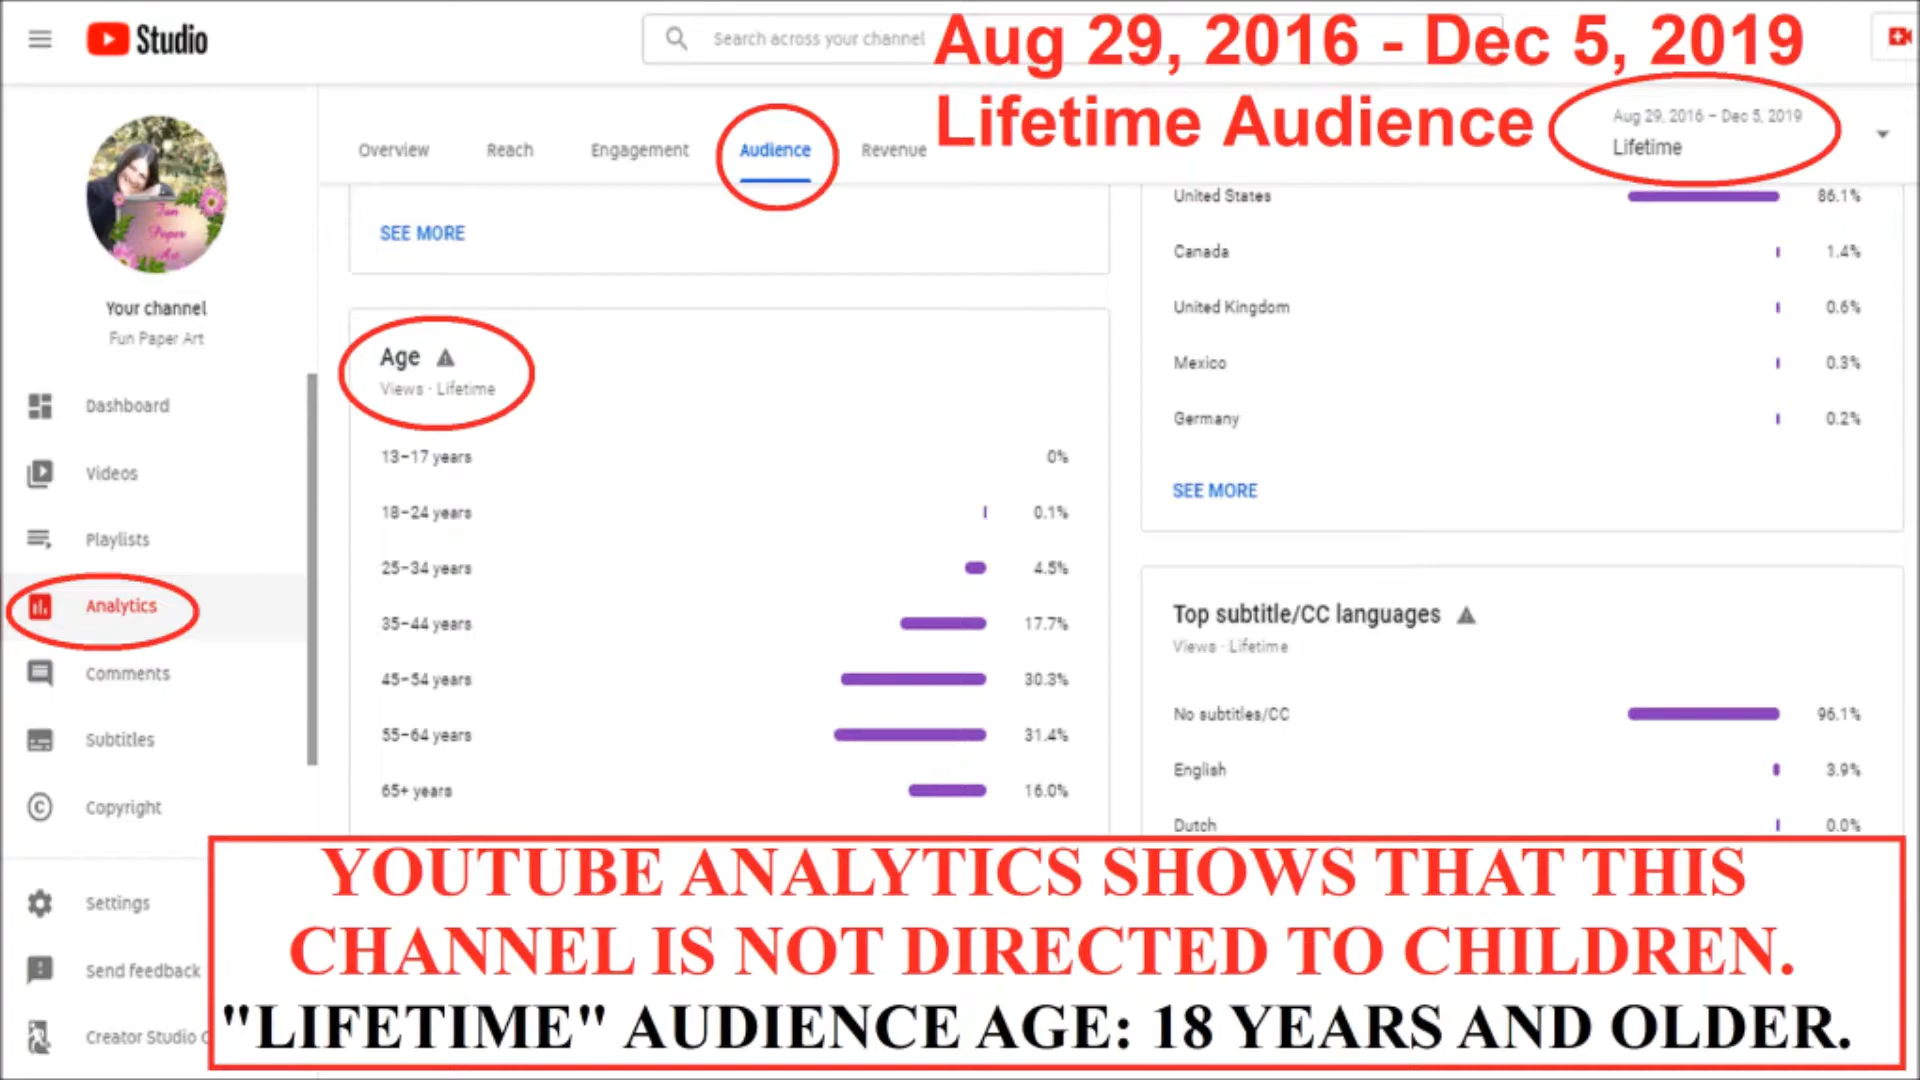 Studio
Search across your channel
Aug 29, 2016 - Dec 5, 2019
Lifetime Audience
Aug 29, 2016 – Dec 5, 2019
Lifetime
Overview
Reach
Engagement
Audience
Revenue
Fun
Paper
Art
Your channel
Fun Paper Art
Dashboard
Videos
Playlists
Analytics
Comments
Subtitles
Copyright
Settings
Send feedback
Creator Studio
SEE MORE
Age
Views · Lifetime
13–17 years 0%
18–24 years 0.1%
25–34 years 4.5%
35–44 years 17.7%
45–54 years 30.3%
55–64 years 31.4%
65+ years 16.0%
United States 86.1%
Canada 1.4%
United Kingdom 0.6%
Mexico 0.3%
Germany 0.2%
SEE MORE
Top subtitle/CC languages
Views · Lifetime
No subtitles/CC 96.1%
English 3.9%
Dutch 0.0%
YOUTUBE ANALYTICS SHOWS THAT THIS
CHANNEL IS NOT DIRECTED TO CHILDREN.
"LIFETIME" AUDIENCE AGE: 18 YEARS AND OLDER.